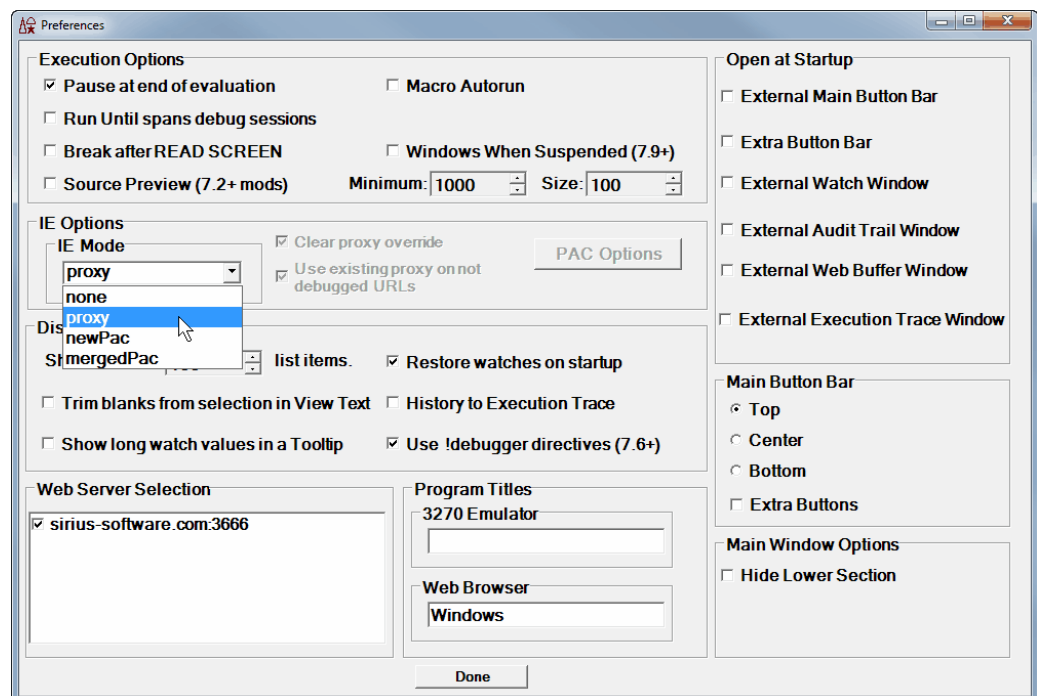 Preferences
Execution Options
Pause at end of evaluation
Macro Autorun
Run Until spans debug sessions
Break after READ SCREEN
Windows When Suspended (7.9+)
Source Preview (7.2+ mods)
Minimum: 1000
Size: 100
IE Options
IE Mode
proxy
none
proxy
newPac
mergedPac
Clear proxy override
Use existing proxy on not
debugged URLs
PAC Options
list items.
Restore watches on startup
Trim blanks from selection in View Text
History to Execution Trace
Show long watch values in a Tooltip
Use !debugger directives (7.6+)
Web Server Selection
sirius-software.com:3666
Program Titles
3270 Emulator
Web Browser
Windows
Open at Startup
External Main Button Bar
Extra Button Bar
External Watch Window
External Audit Trail Window
External Web Buffer Window
External Execution Trace Window
Main Button Bar
Top
Center
Bottom
Extra Buttons
Main Window Options
Hide Lower Section
Done